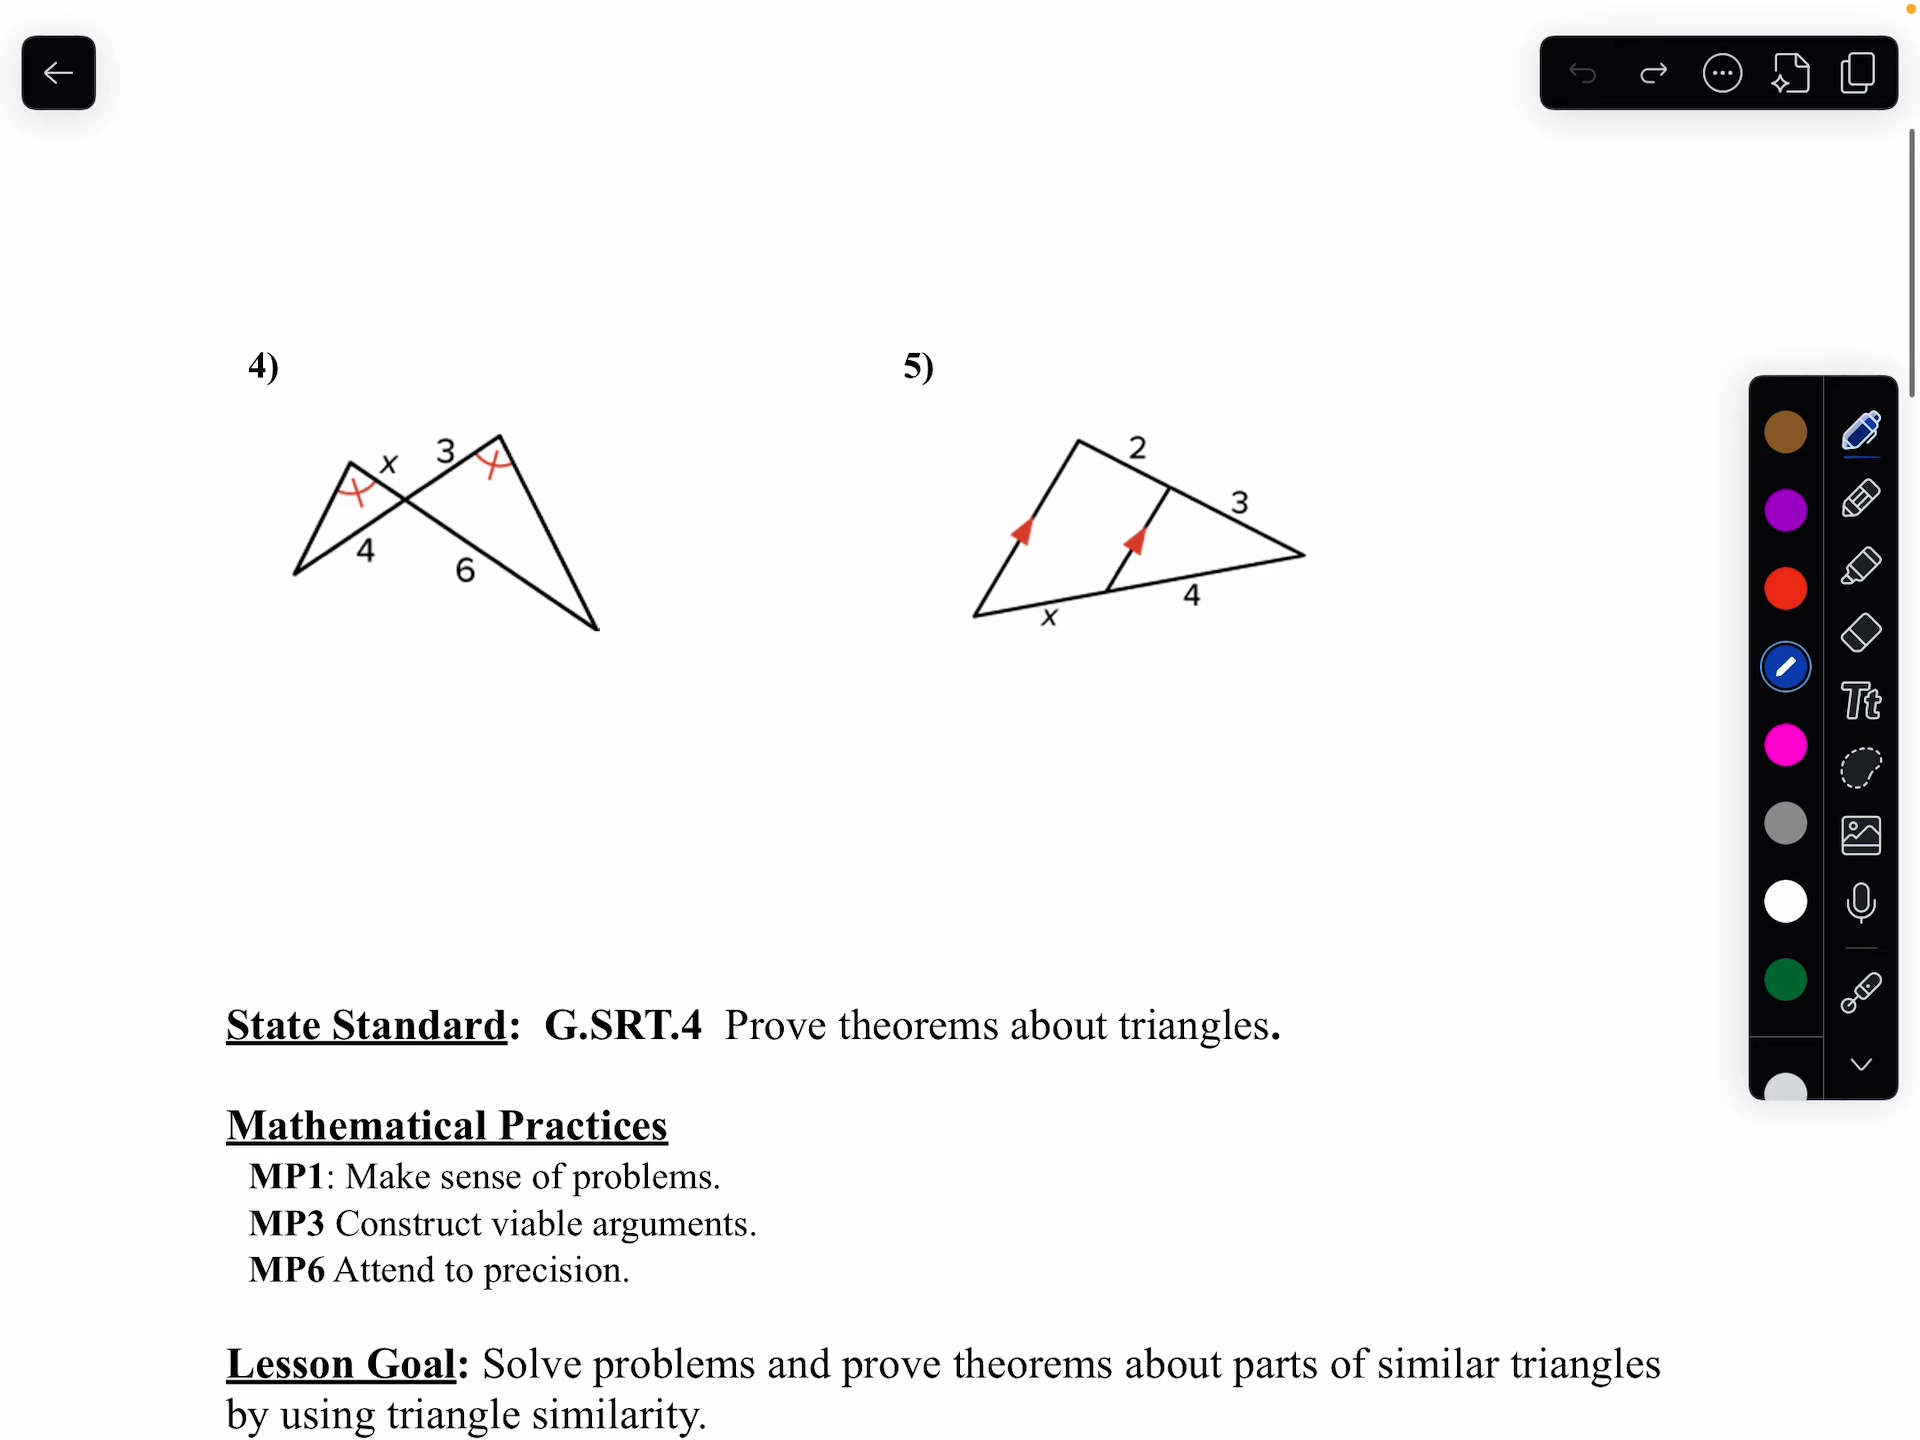 4)
5)
x
3
4
6
2
3
4
x
Tt
State Standard: G.SRT.4 Prove theorems about triangles.
Mathematical Practices
MP1: Make sense of problems.
MP3 Construct viable arguments.
MP6 Attend to precision.
Lesson Goal: Solve problems and prove theorems about parts of similar triangles
by using triangle similarity.